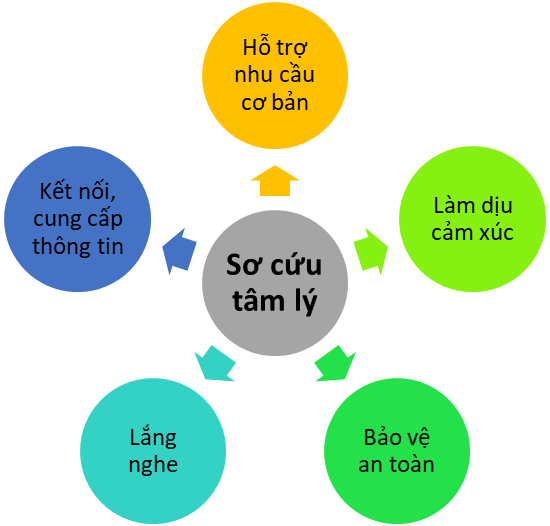 Hỗ trợ
nhu cầu
cơ bản
Kết nối,
cung cấp
thông tin
Làm dịu
cảm xúc
Sơ cứu
tâm lý
Lắng
nghe
Bảo vệ
an toàn